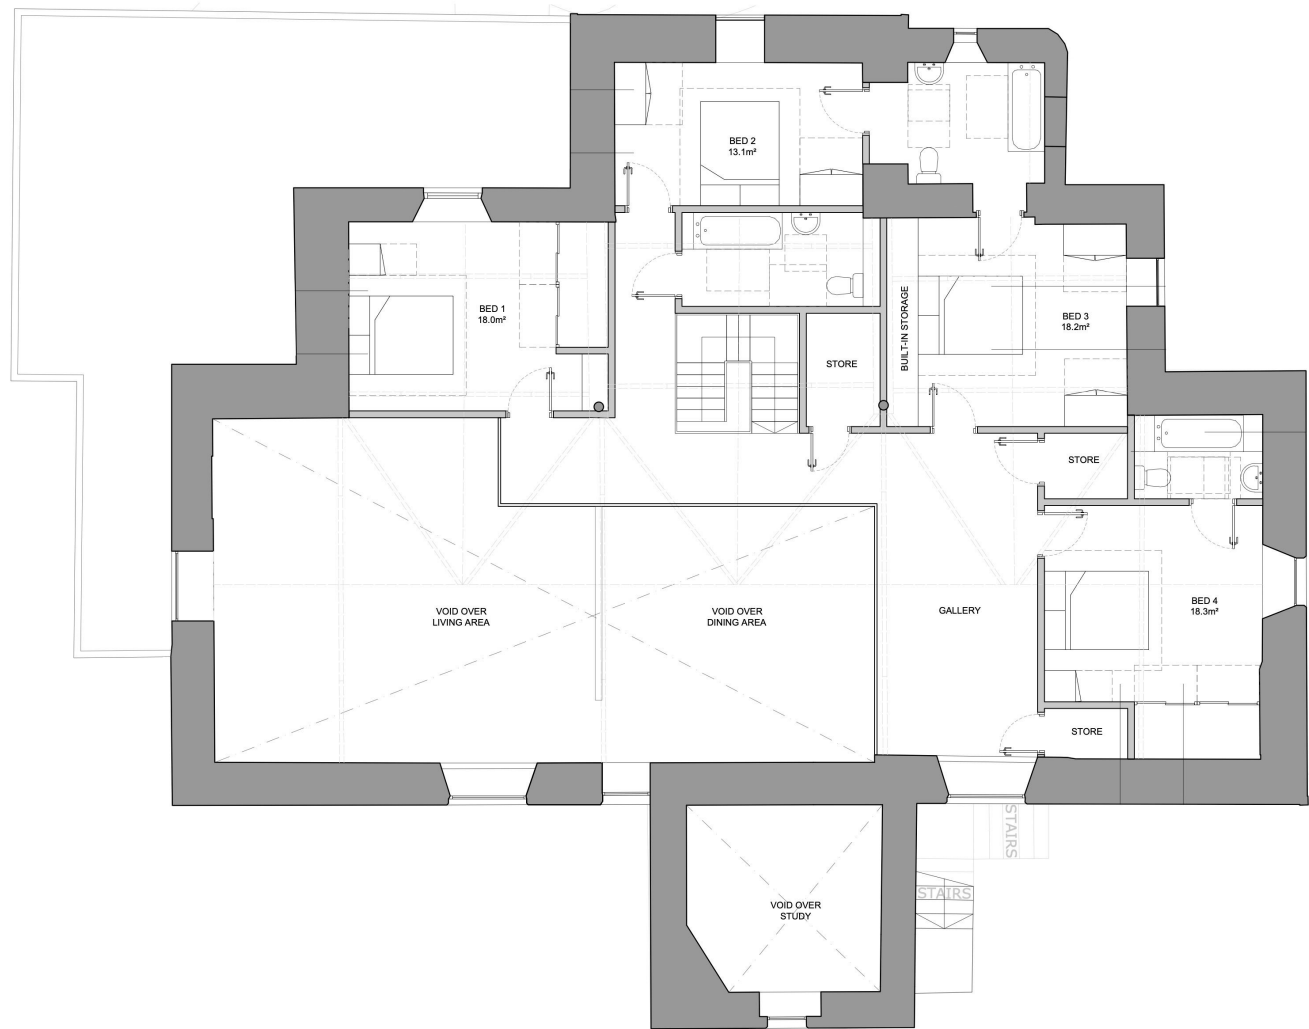 BED 2
13.1m²
BED 1
18.0m²
BUILT-IN STORAGE
BED 3
18.2m²
STORE
STORE
VOID OVER
LIVING AREA
VOID OVER
DINING AREA
GALLERY
BED 4
18.3m²
STORE
STAIRS
STAIRS
VOID OVER
STUDY